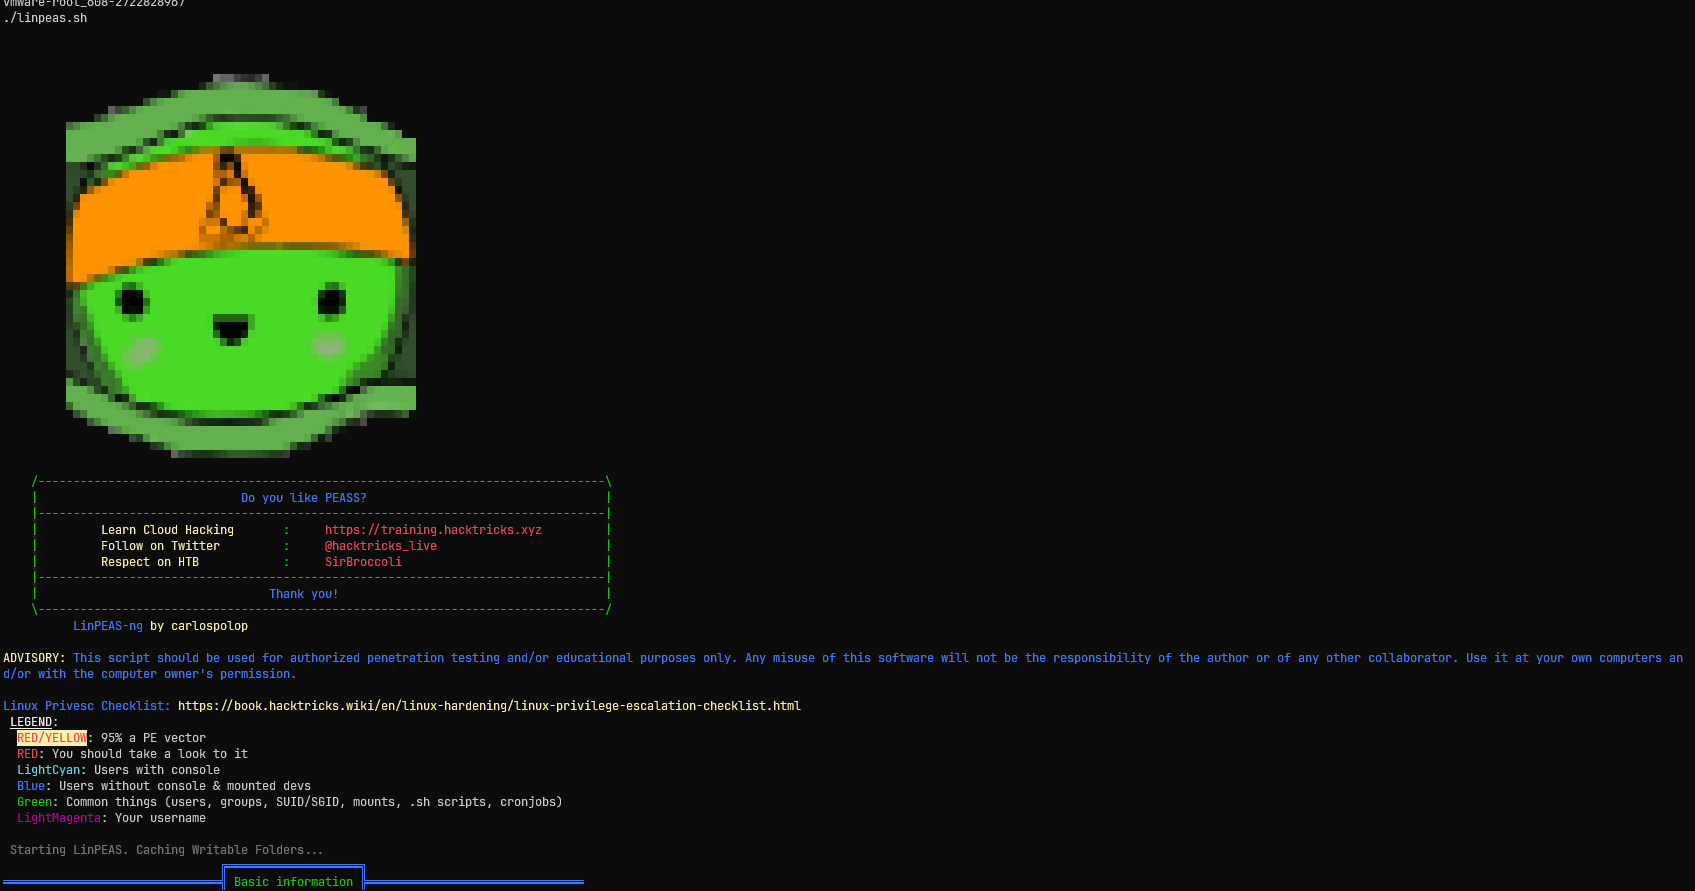 vmware-root_608-2722828967
./linpeas.sh
/---------------------------------------------------------------------------------\
| Do you like PEASS? |
|---------------------------------------------------------------------------------|
| Learn Cloud Hacking : https://training.hacktricks.xyz |
| Follow on Twitter : @hacktricks_live |
| Respect on HTB : SirBroccoli |
|---------------------------------------------------------------------------------|
| Thank you! |
\---------------------------------------------------------------------------------/
LinPEAS-ng by carlospolop
ADVISORY: This script should be used for authorized penetration testing and/or educational purposes only. Any misuse of this software will not be the responsibility of the author or of any other collaborator. Use it at your own computers an
d/or with the computer owner's permission.
Linux Privesc Checklist: https://book.hacktricks.wiki/en/linux-hardening/linux-privilege-escalation-checklist.html
LEGEND:
RED/YELLOW: 95% a PE vector
RED: You should take a look to it
LightCyan: Users with console
Blue: Users without console & mounted devs
Green: Common things (users, groups, SUID/SGID, mounts, .sh scripts, cronjobs)
LightMagenta: Your username
Starting LinPEAS. Caching Writable Folders...
Basic information